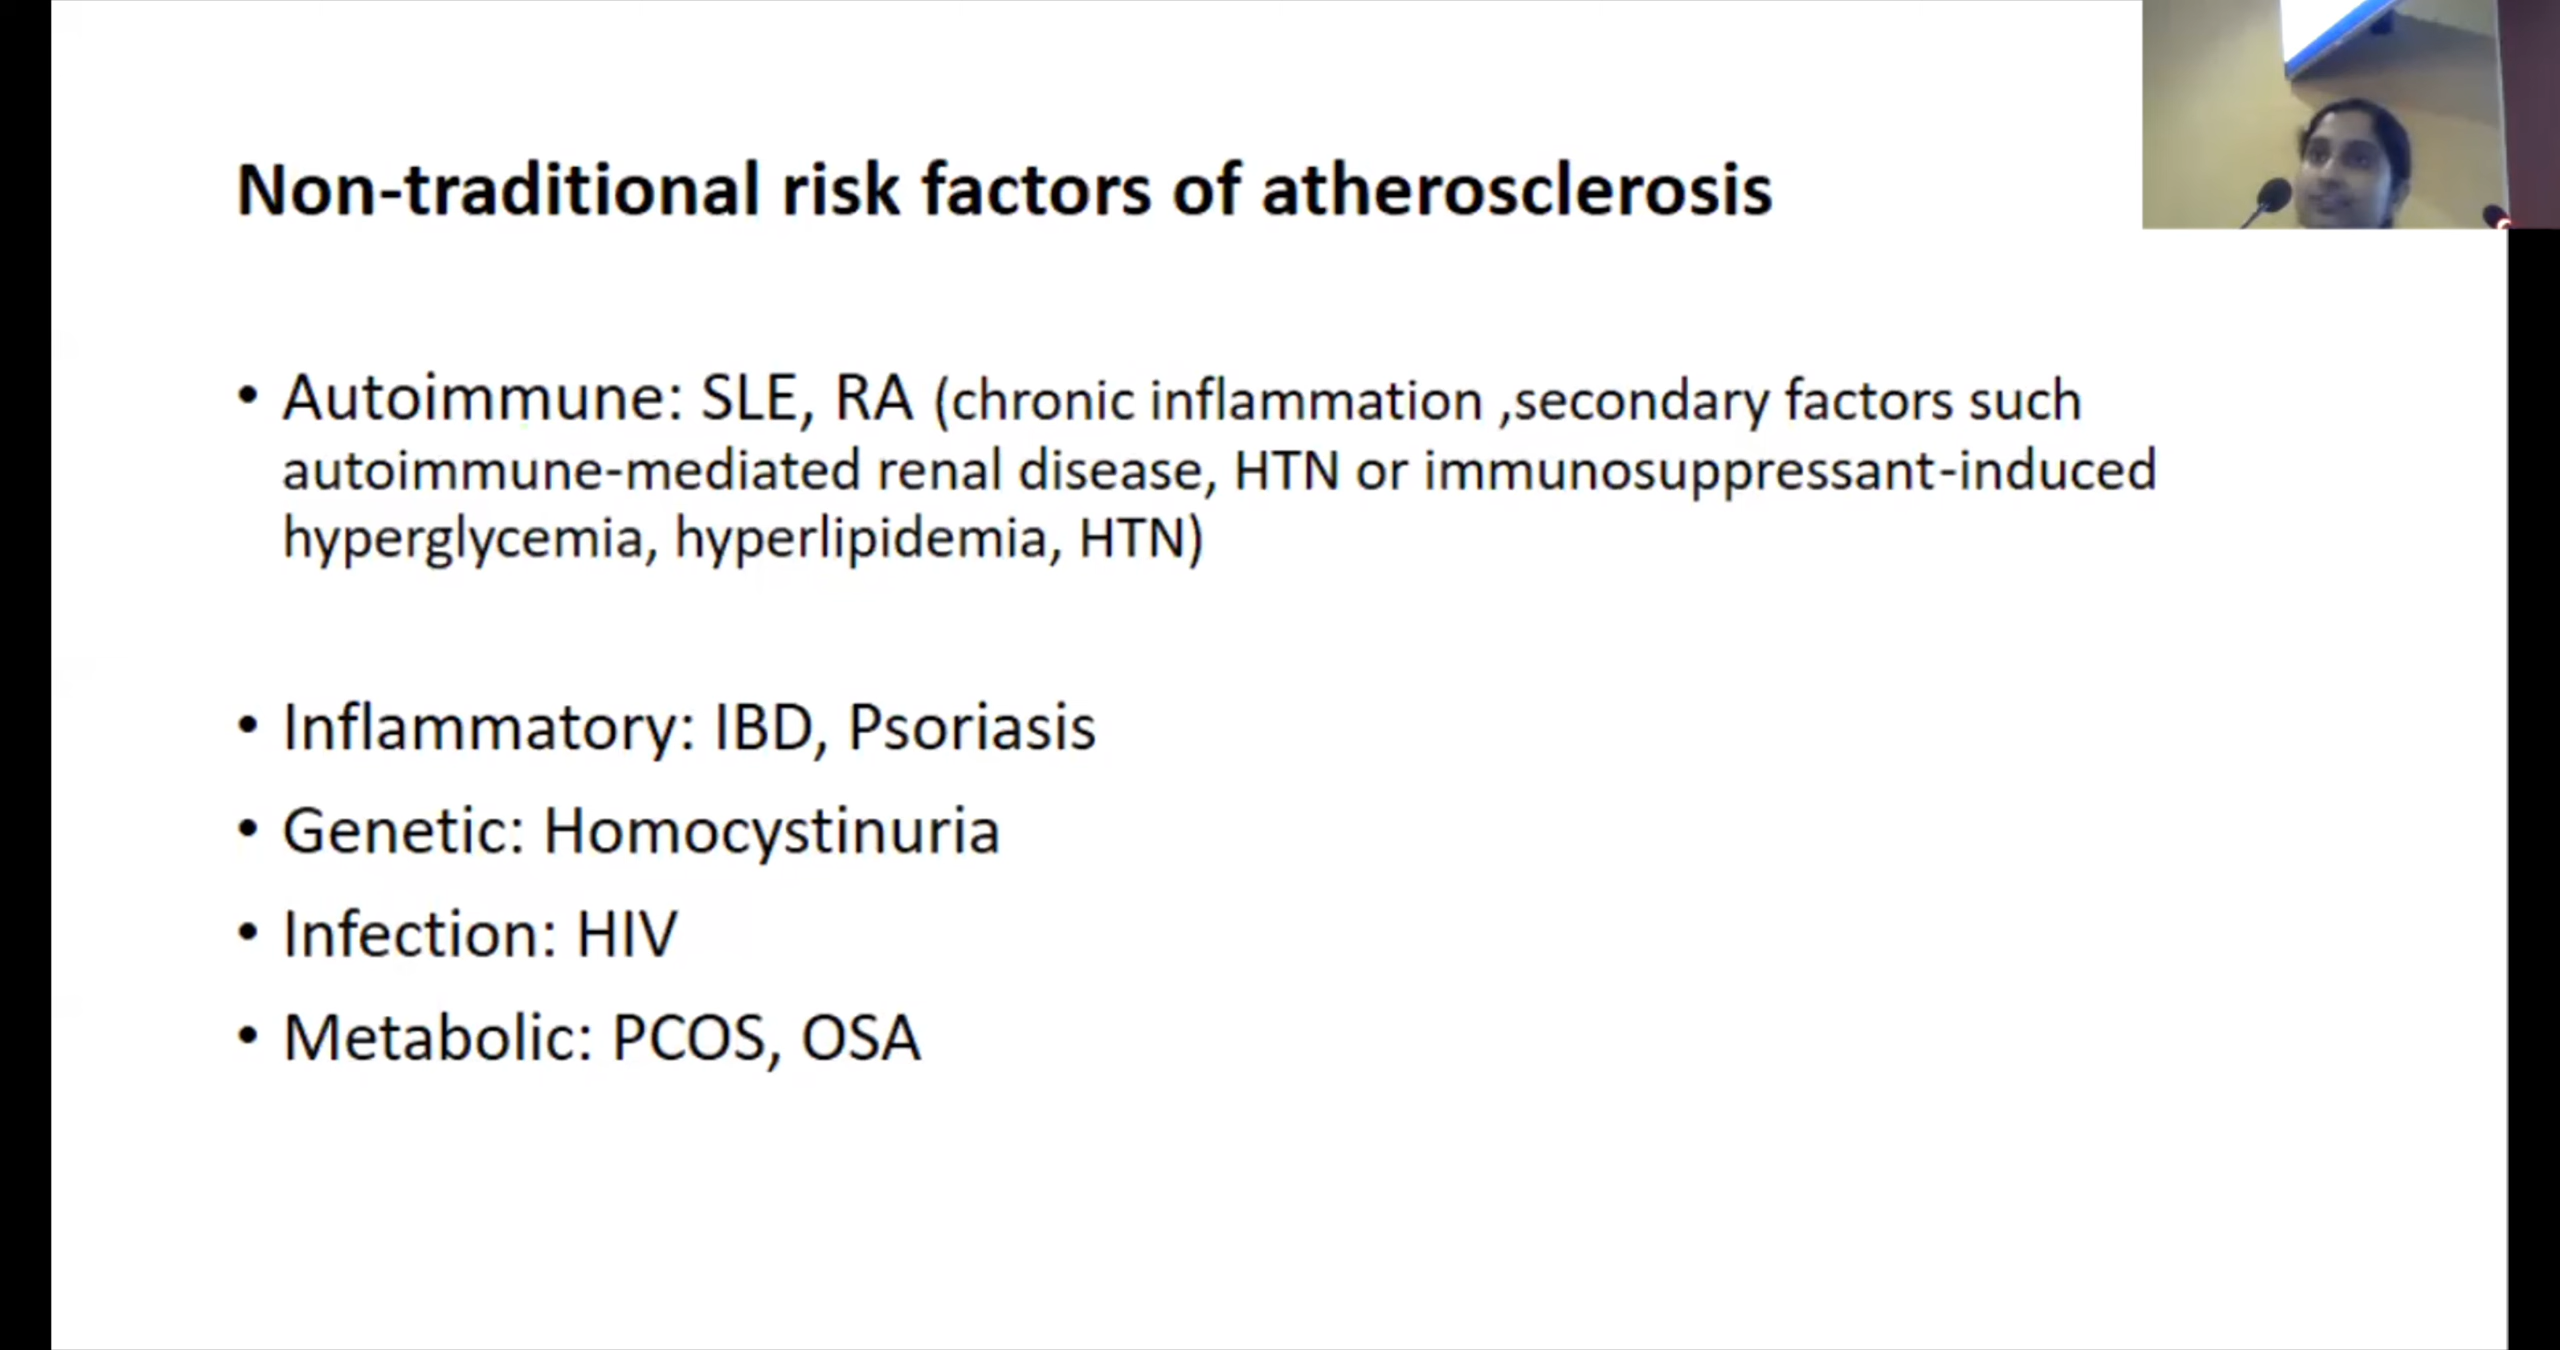 Non-traditional risk factors of atherosclerosis
• Autoimmune: SLE, RA (chronic inflammation ,secondary factors such
autoimmune-mediated renal disease, HTN or immunosuppressant-induced
hyperglycemia, hyperlipidemia, HTN)
• Inflammatory: IBD, Psoriasis
• Genetic: Homocystinuria
• Infection: HIV
• Metabolic: PCOS, OSA